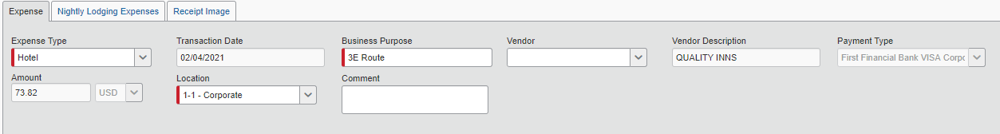 Expense Nightly Lodging Expenses Receipt Image
Expense Type Transaction Date Business Purpose Vendor Vendor Description Payment Type
Hotel 02/04/2021 3E Route QUALITY INNS First Financial Bank VISA Corpo
Amount Location Comment
73.82 USD 1-1 - Corporate